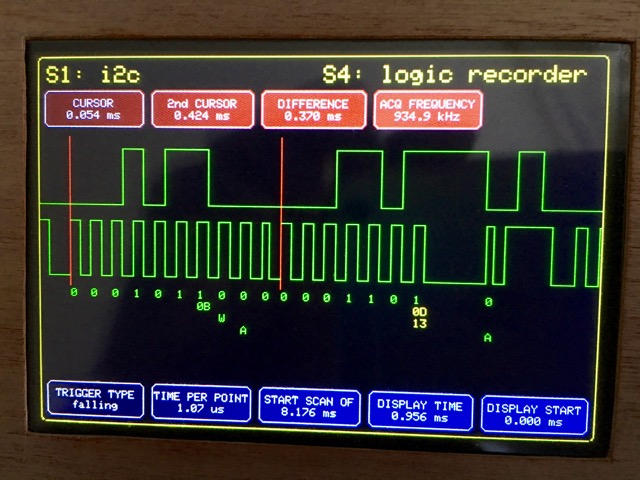 S1: i2c
S4: logic recorder
CURSOR
0.054 ms
2nd CURSOR
0.424 ms
DIFFERENCE
0.370 ms
ACQ FREQUENCY
934.9 kHz
0 0 0 1 0 1 1 0 0 0 0 0 0 1 1 0 1 0
0B
0D
W
13
A
A
TRIGGER TYPE
falling
TIME PER POINT
1.07 us
START SCAN OF
8.176 ms
DISPLAY TIME
0.956 ms
DISPLAY START
0.000 ms